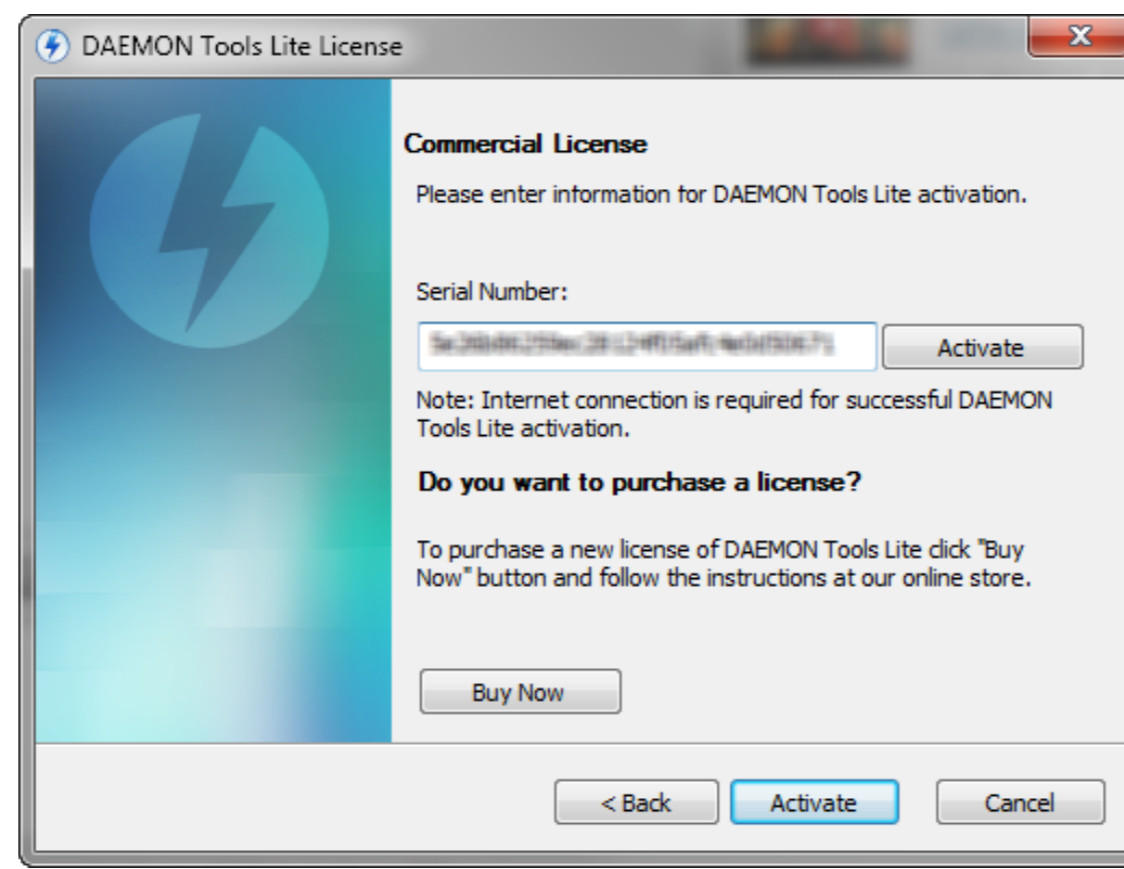 DAEMON Tools Lite License
Commercial License
Please enter information for DAEMON Tools Lite activation.
Serial Number:
Activate
Note: Internet connection is required for successful DAEMON
Tools Lite activation.
Do you want to purchase a license?
To purchase a new license of DAEMON Tools Lite click "Buy
Now" button and follow the instructions at our online store.
Buy Now
< Back Activate Cancel